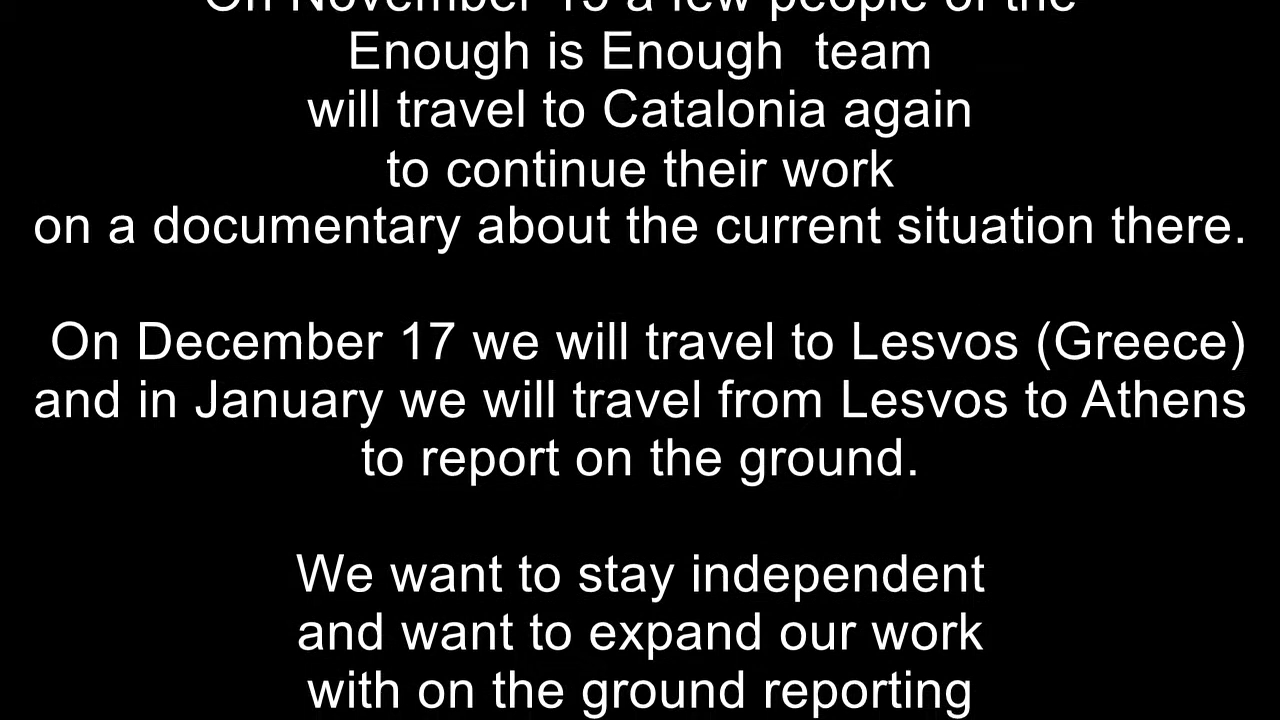 On November 15 a few people of the
Enough is Enough team
will travel to Catalonia again
to continue their work
on a documentary about the current situation there.
On December 17 we will travel to Lesvos (Greece)
and in January we will travel from Lesvos to Athens
to report on the ground.
We want to stay independent
and want to expand our work
with on the ground reporting